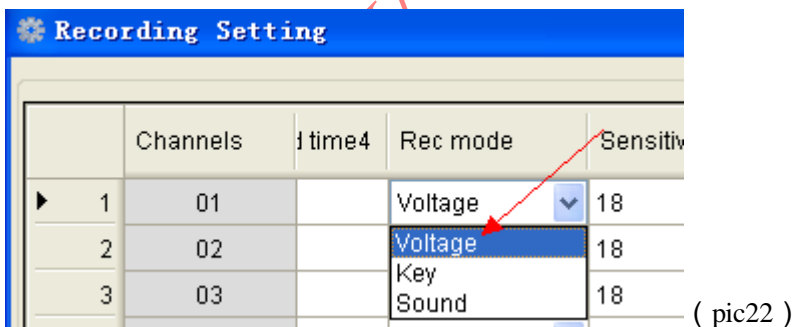 Recording Setting
Channels d time4 Rec mode Sensitiv
1 01 Voltage 18
2 02 Voltage 18
Key
3 03 Sound 18
( pic22 )